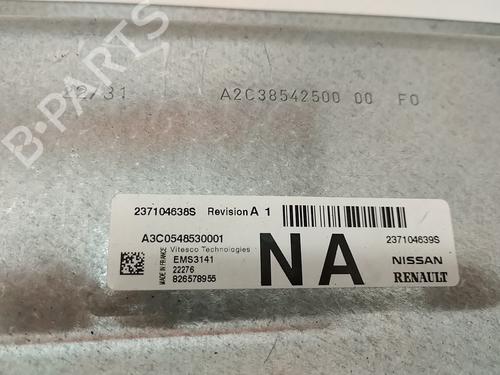 B-PARTS
22/31 A2C38542500 00 F0
237104638S Revision A 1
A3C0548530001 237104639S
Vitesco Technologies
MADE IN FRANCE
EMS3141
22276
826578955
NA
NISSAN
RENAULT